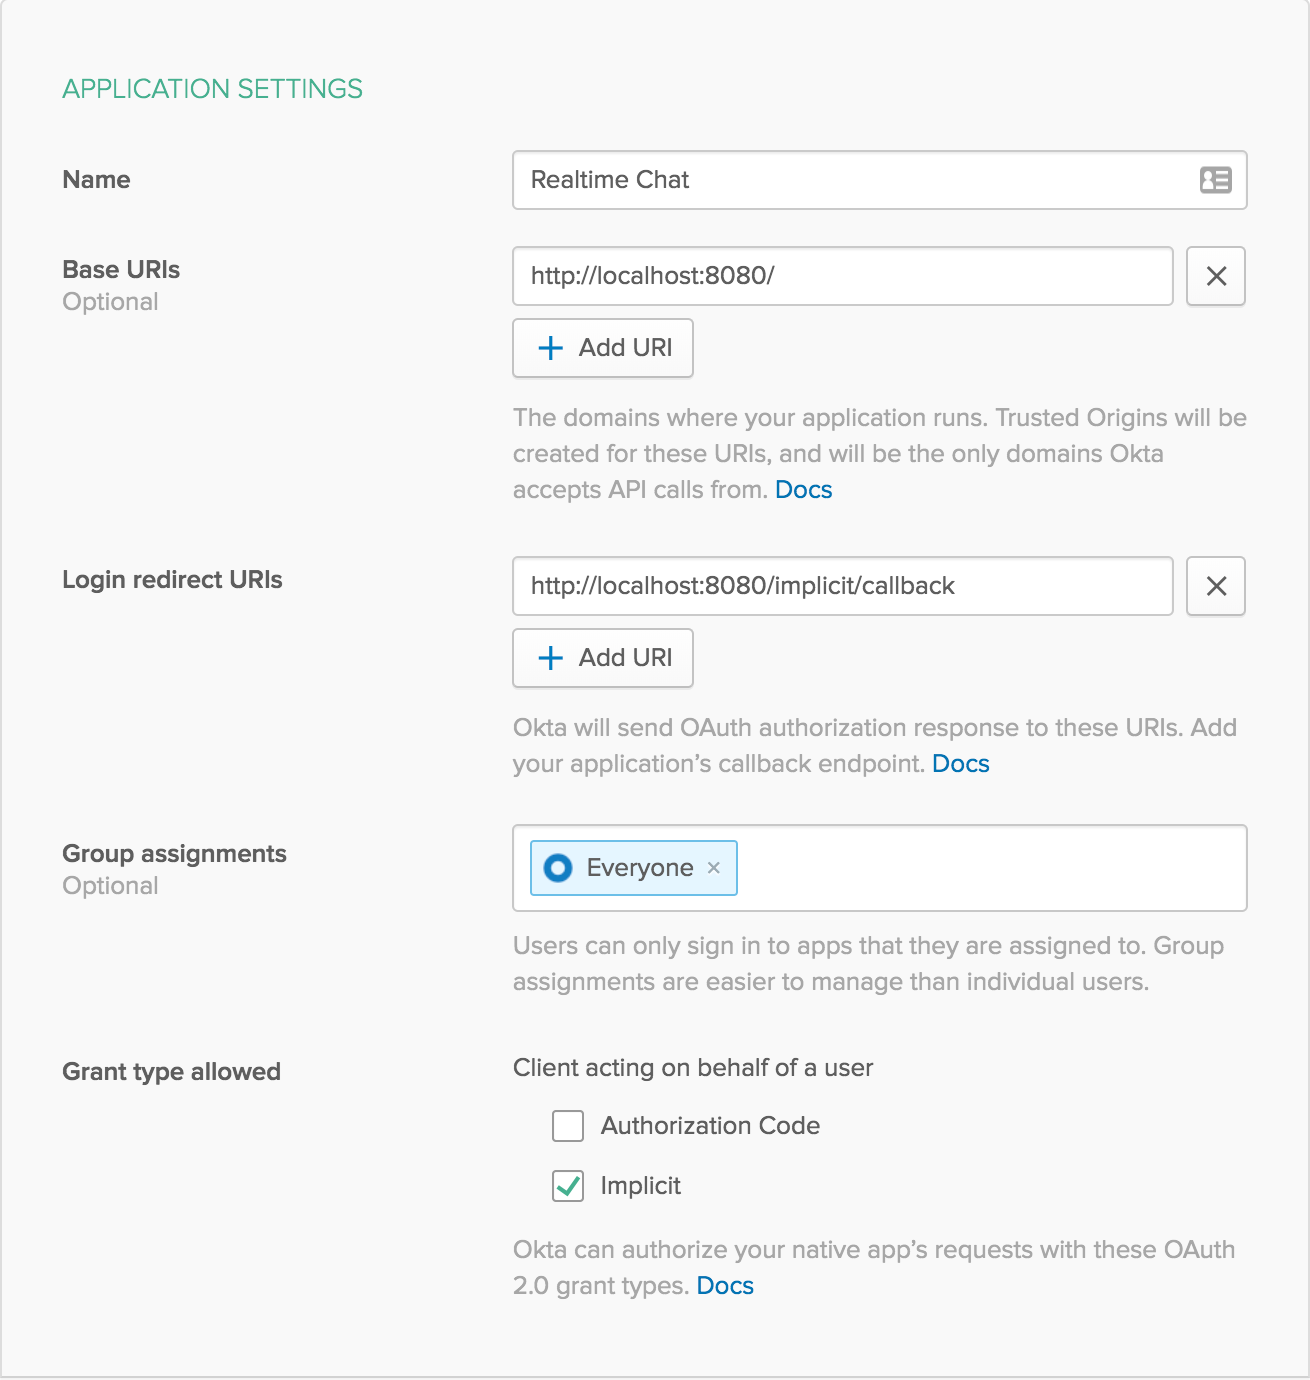 APPLICATION SETTINGS
Name
Realtime Chat
Base URIs
Optional
http://localhost:8080/
Add URI
The domains where your application runs. Trusted Origins will be
created for these URIs, and will be the only domains Okta
accepts API calls from. Docs
Login redirect URIs
http://localhost:8080/implicit/callback
Add URI
Okta will send OAuth authorization response to these URIs. Add
your application’s callback endpoint. Docs
Group assignments
Optional
Everyone
Users can only sign in to apps that they are assigned to. Group
assignments are easier to manage than individual users.
Grant type allowed
Client acting on behalf of a user
Authorization Code
Implicit
Okta can authorize your native app’s requests with these OAuth
2.0 grant types. Docs